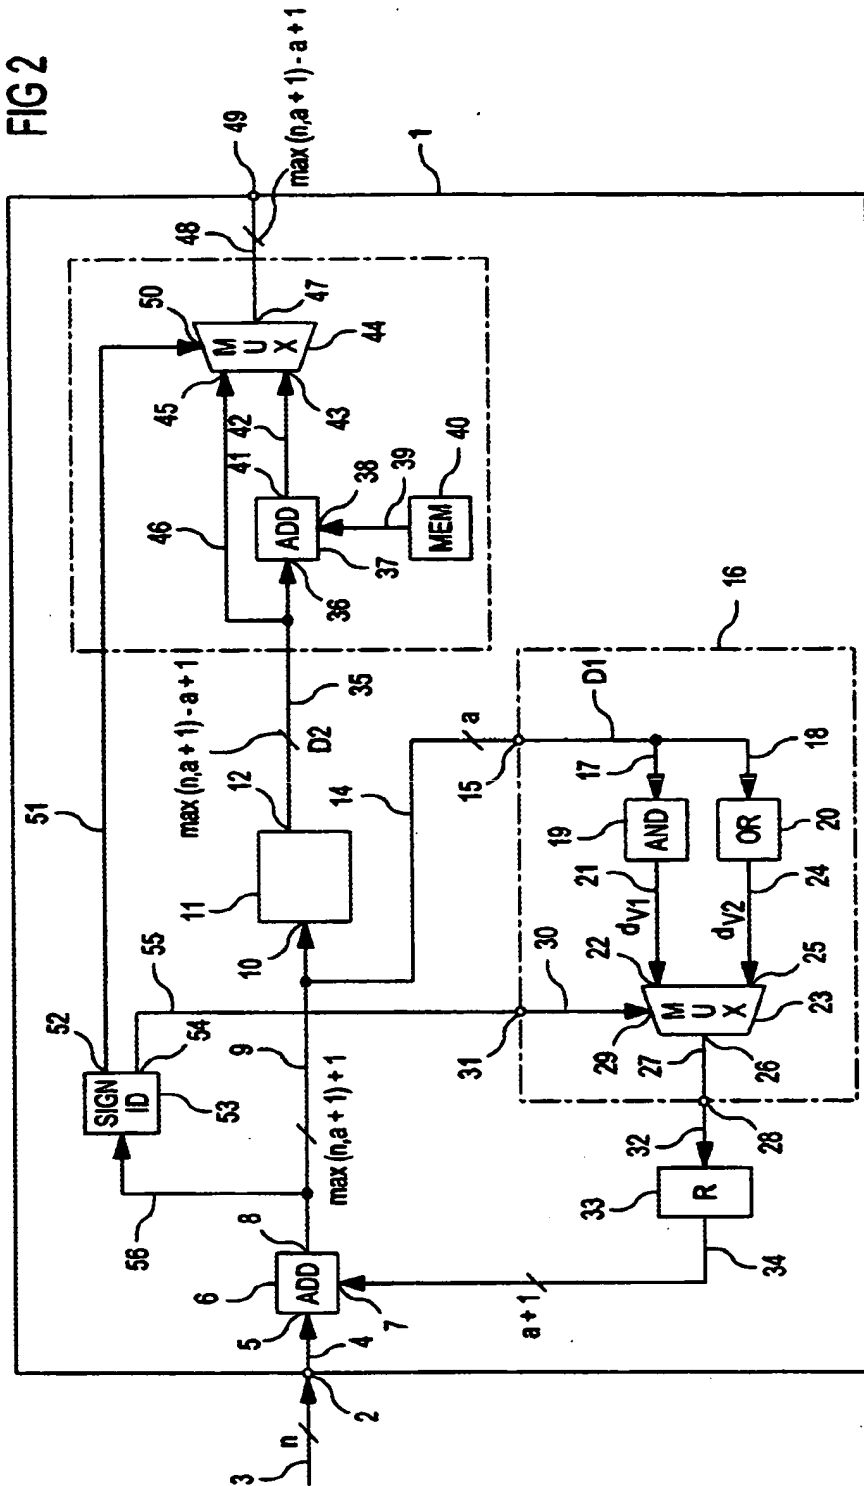 FIG 2
3
n
2
4
5
6
ADD
7
8
56
SIGN
ID
52
53
54
55
51
9
max (n,a + 1) + 1
10
11
12
max (n,a + 1) - a + 1
D2
35
14
a
15
46
36
ADD
37
38
39
MEM
40
41
42
43
45
M
U
X
44
50
47
48
49
max (n,a + 1) - a + 1
1
16
D1
17
18
19
AND
20
OR
21
dV1
24
dV2
22
25
M
U
X
23
29
26
27
30
31
28
32
33
R
34
a + 1